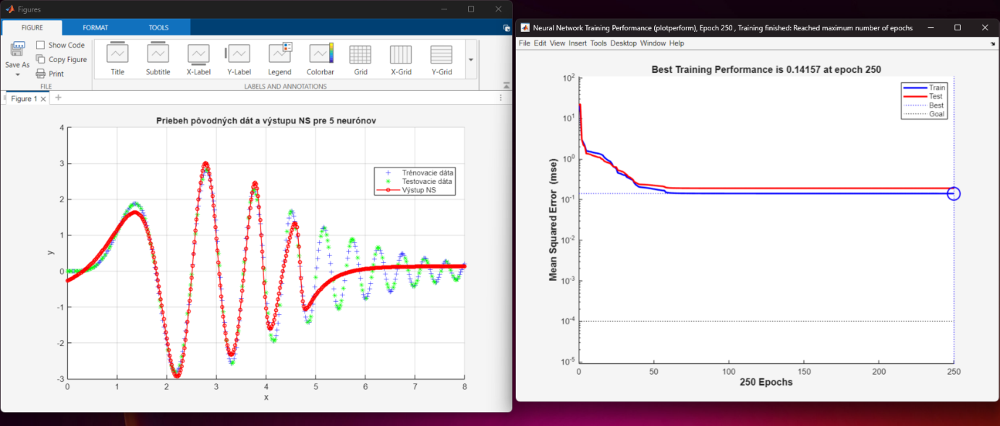 Figures
FIGURE FORMAT TOOLS
Save As
Show Code
Copy Figure
Print
FILE
Title Subtitle X-Label Y-Label Legend Colorbar Grid X-Grid Y-Grid
LABELS AND ANNOTATIONS
Figure 1
Priebeh pôvodných dát a výstupu NS pre 5 neurónov
Trénovacie dáta
Testovacie dáta
Výstup NS
y
4
3
2
1
0
-1
-2
-3
0 1 2 3 4 5 6 7 8
x
Neural Network Training Performance (plotperform), Epoch 250 , Training finished: Reached maximum number of epochs
File Edit View Insert Tools Desktop Window Help
Best Training Performance is 0.14157 at epoch 250
Train
Test
Best
Goal
Mean Squared Error (mse)
10²
10¹
10⁰
10⁻¹
10⁻²
10⁻³
10⁻⁴
10⁻⁵
0 50 100 150 200 250
250 Epochs